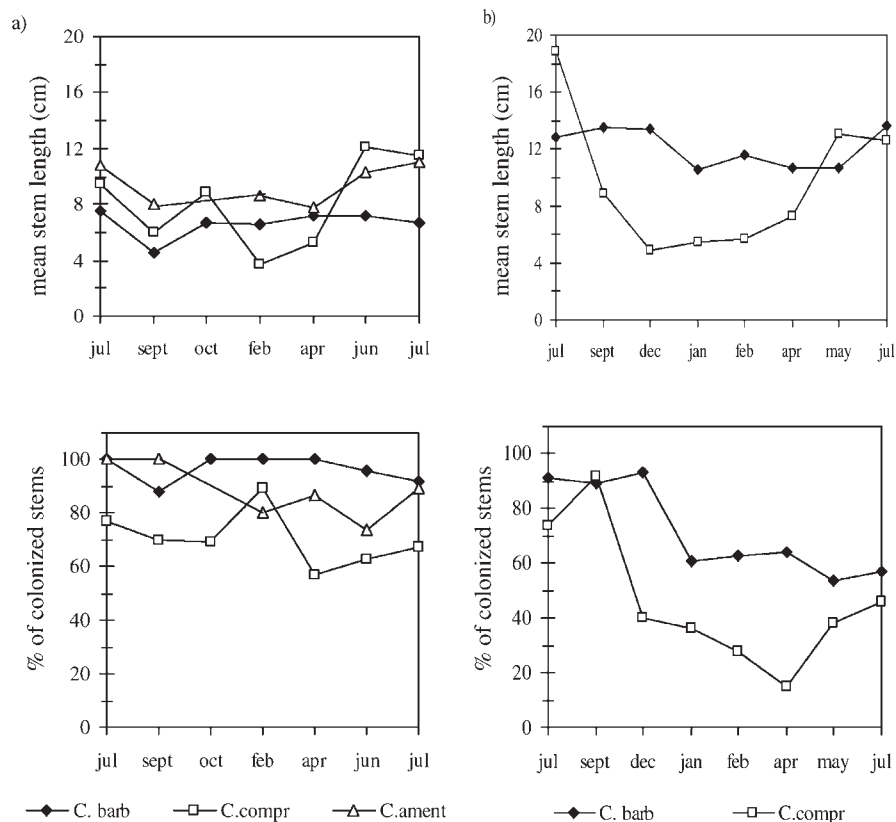 a)
mean stem length (cm)
20
16
12
8
4
0
jul sept oct feb apr jun jul
b)
mean stem length (cm)
20
16
12
8
4
0
jul sept dec jan feb apr may jul
% of colonized stems
100
80
60
40
20
0
jul sept oct feb apr jun jul
C. barb C.compr C.ament
% of colonized stems
100
80
60
40
20
0
jul sept dec jan feb apr may jul
C. barb C.compr